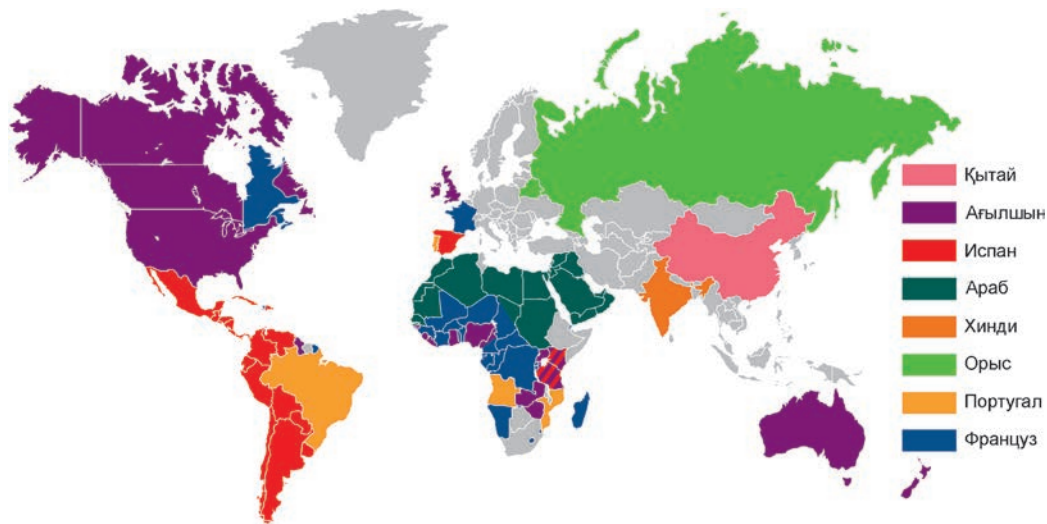 Қытай
Ағылшын
Испан
Араб
Хинди
Орыс
Португал
Француз